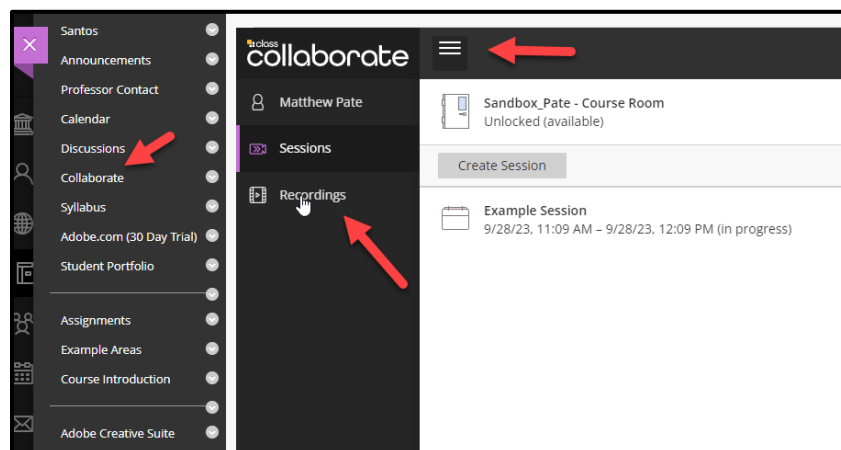 Santos
Announcements
Professor Contact
Calendar
Discussions
Collaborate
Syllabus
Adobe.com (30 Day Trial)
Student Portfolio
Assignments
Example Areas
Course Introduction
Adobe Creative Suite
class
collaborate
Matthew Pate
Sessions
Recordings
Sandbox_Pate - Course Room
Unlocked (available)
Create Session
Example Session
9/28/23, 11:09 AM – 9/28/23, 12:09 PM (in progress)